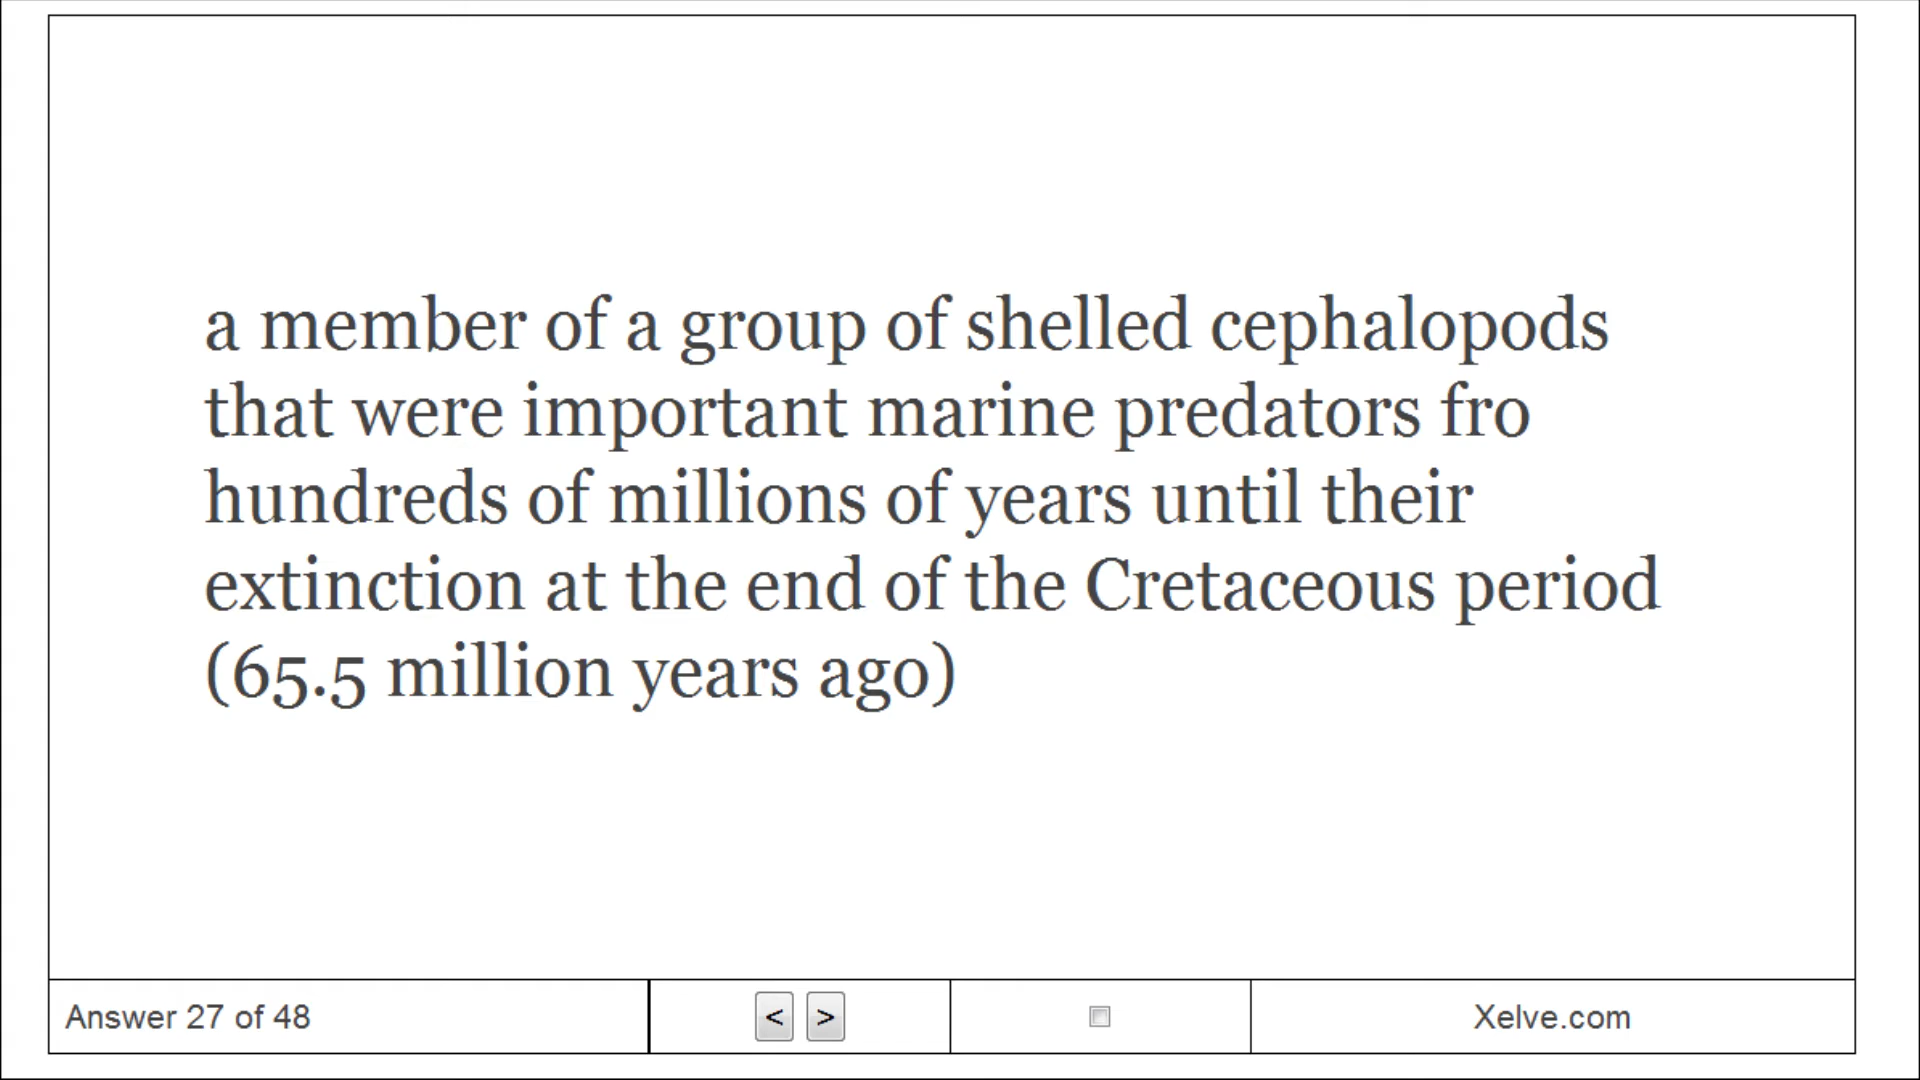 a member of a group of shelled cephalopods
that were important marine predators fro
hundreds of millions of years until their
extinction at the end of the Cretaceous period
(65.5 million years ago)
Answer 27 of 48
< >
Xelve.com